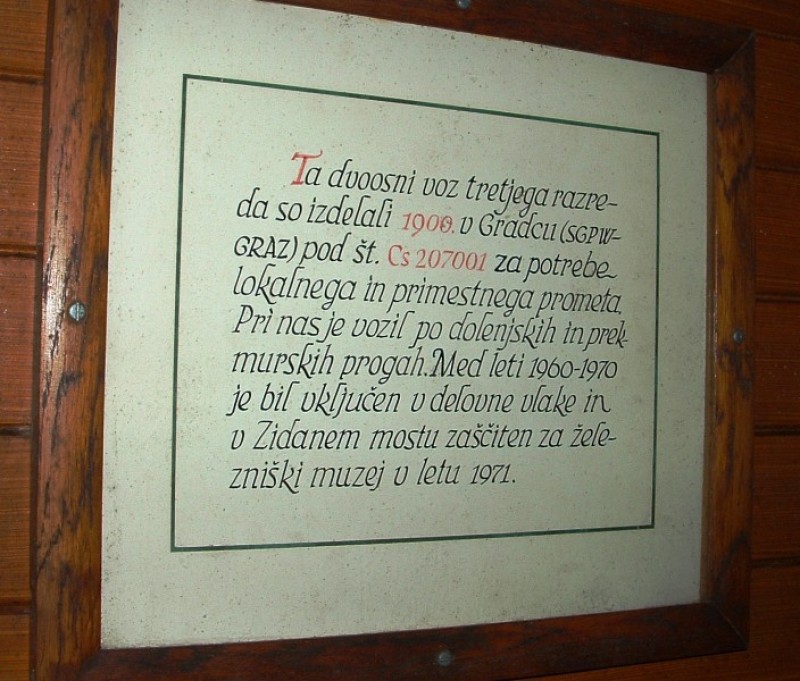 Ta dvoosni voz tretjega razre-
da so izdelali 1900. v Gradcu (SGPW-
GRAZ) pod št. Cs 207001 za potrebe
lokalnega in primestnega prometa.
Pri nas je vozil po dolenjskih in prek-
murskih progah. Med leti 1960-1970
je bil vključen v delovne vlake in
v Zidanem mostu zaščiten za žele-
zniški muzej v letu 1971.